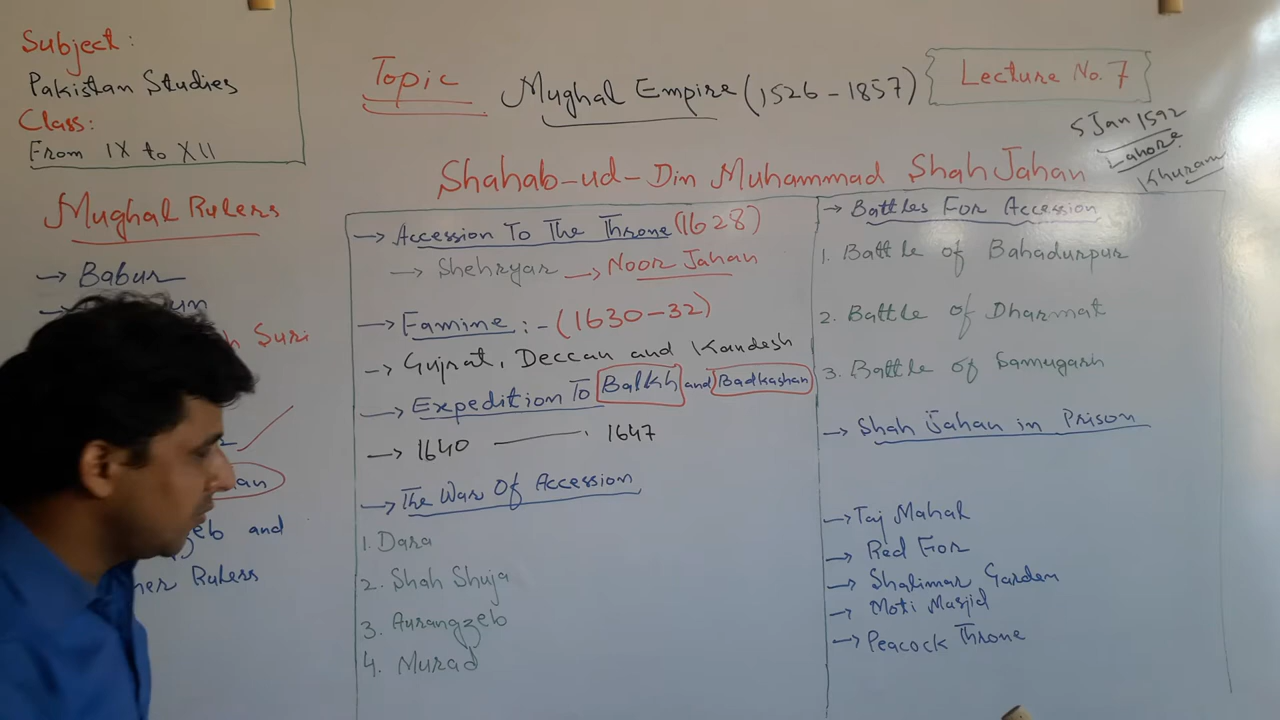 Subject:
Pakistan Studies
Class:
From IX to XII
Topic
Mughal Empire (1526-1857)
Lecture No. 7
5 Jan 1592
Lahore
Khuram
Shahab-ud-Din Muhammad Shah Jahan
Mughal Rulers
→ Babur
un
h Suri
an
eb and
her Rulers
→ Accession To The Throne (1628)
→ Shehryar → Noor Jahan
→ Famine :- (1630-32)
→ Gujrat, Deccan and Kandesh
→ Expedition To Balkh and Badkashan
→ 1640 — 1647
→ The War Of Accession
1. Dara
2. Shah Shuja
3. Aurangzeb
4. Murad
→ Battles For Accession
1. Battle of Bahadurpur
2. Battle of Dharmat
3. Battle of Samugarh
→ Shah Jahan in Prison
→ Taj Mahal
→ Red For
→ Shalimar Garden
→ Moti Masjid
→ Peacock Throne